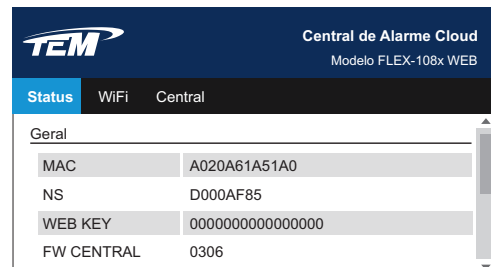 TEM
Central de Alarme Cloud
Modelo FLEX-108x WEB
Status WiFi Central
Geral
MAC A020A61A51A0
NS D000AF85
WEB KEY 0000000000000000
FW CENTRAL 0306